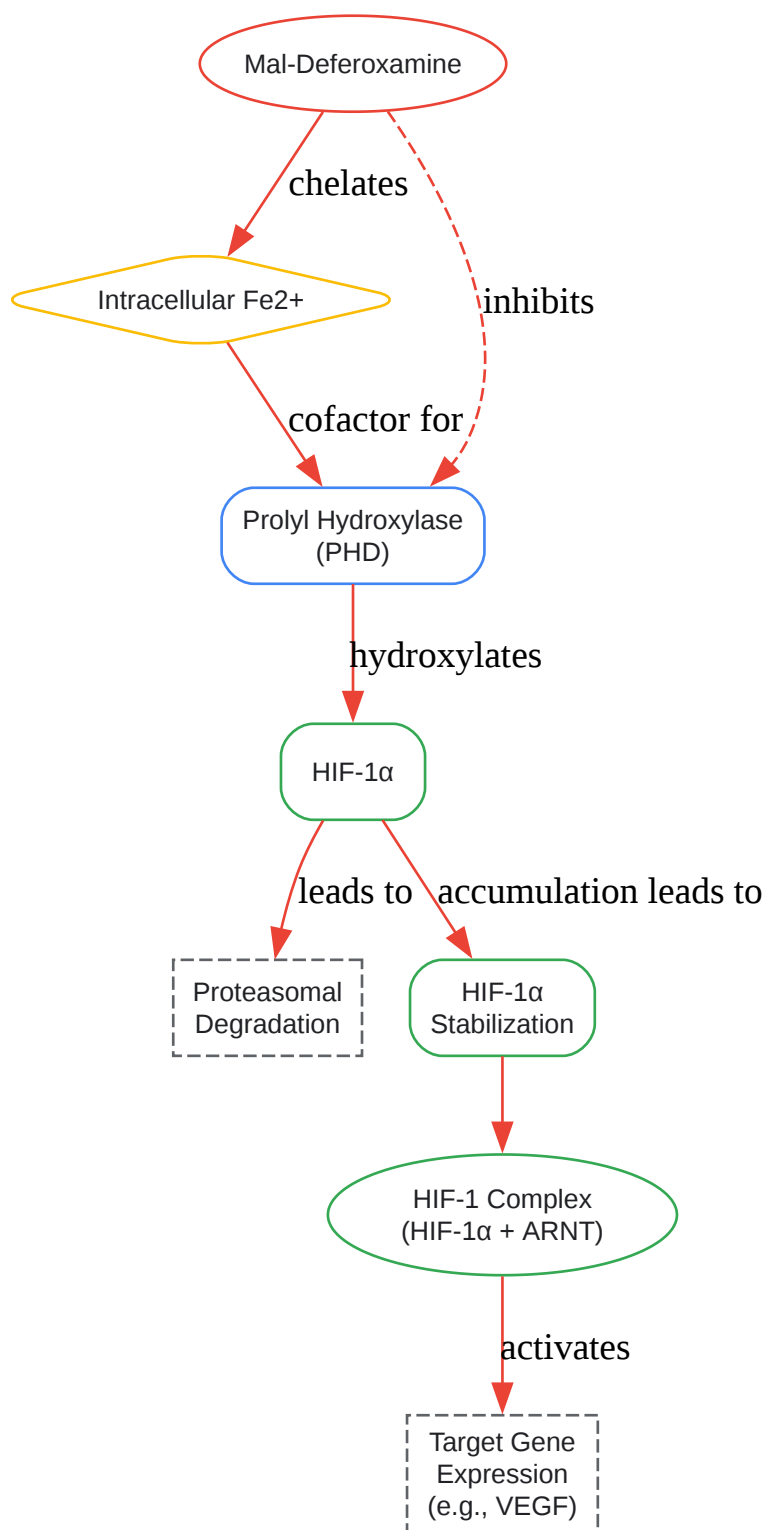 Mal-Deferoxamine
chelates
Intracellular Fe2+
inhibits
cofactor for
Prolyl Hydroxylase
(PHD)
hydroxylates
HIF-1α
leads to
accumulation leads to
Proteasomal
Degradation
HIF-1α
Stabilization
HIF-1 Complex
(HIF-1α + ARNT)
activates
Target Gene
Expression
(e.g., VEGF)